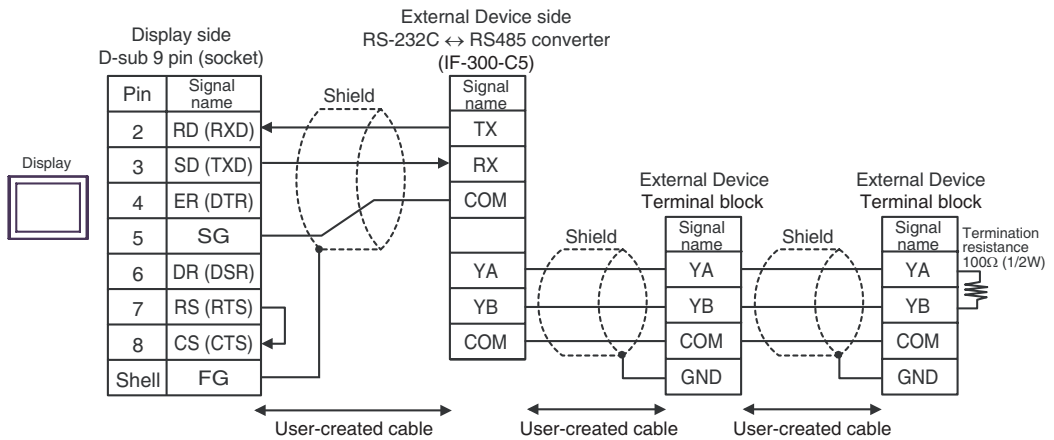 External Device side
RS-232C ↔ RS485 converter
(IF-300-C5)
Display side
D-sub 9 pin (socket)
Pin
Signal
name
2
RD (RXD)
3
SD (TXD)
4
ER (DTR)
5
SG
6
DR (DSR)
7
RS (RTS)
8
CS (CTS)
Shell
FG
Display
Shield
Signal
name
TX
RX
COM
YA
YB
COM
Shield
External Device
Terminal block
Signal
name
YA
YB
COM
GND
Shield
External Device
Terminal block
Signal
name
YA
YB
COM
GND
Termination
resistance
100Ω (1/2W)
User-created cable
User-created cable
User-created cable